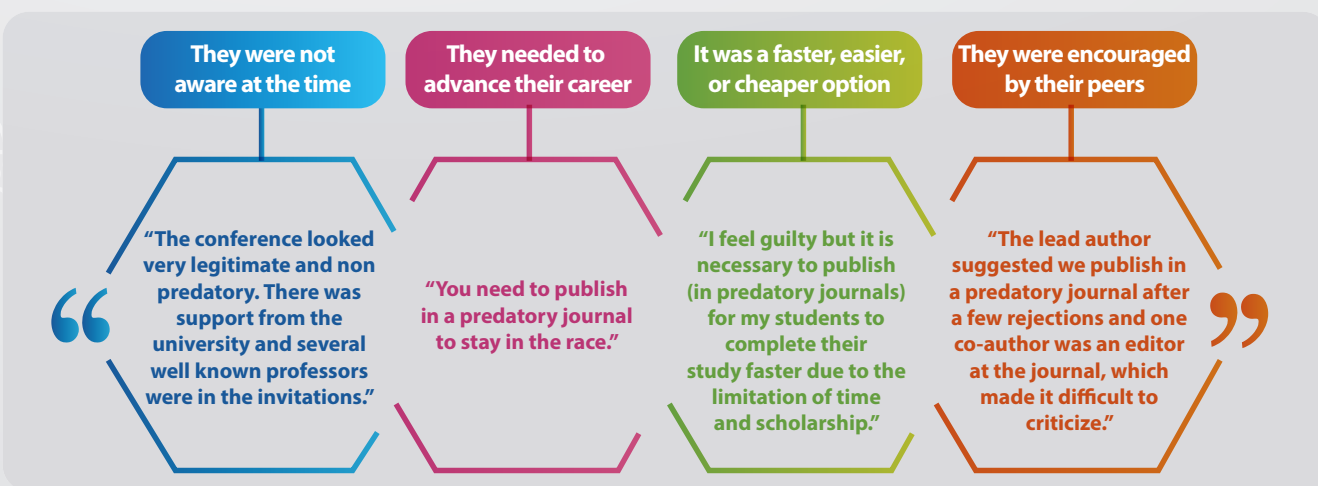 They were not
aware at the time
They needed to
advance their career
It was a faster, easier,
or cheaper option
They were encouraged
by their peers
“The conference looked
very legitimate and non
predatory. There was
support from the
university and several
well known professors
were in the invitations.”
“You need to publish
in a predatory journal
to stay in the race.”
“I feel guilty but it is
necessary to publish
(in predatory journals)
for my students to
complete their
study faster due to the
limitation of time
and scholarship.”
“The lead author
suggested we publish in
a predatory journal after
a few rejections and one
co-author was an editor
at the journal, which
made it difficult to
criticize.”